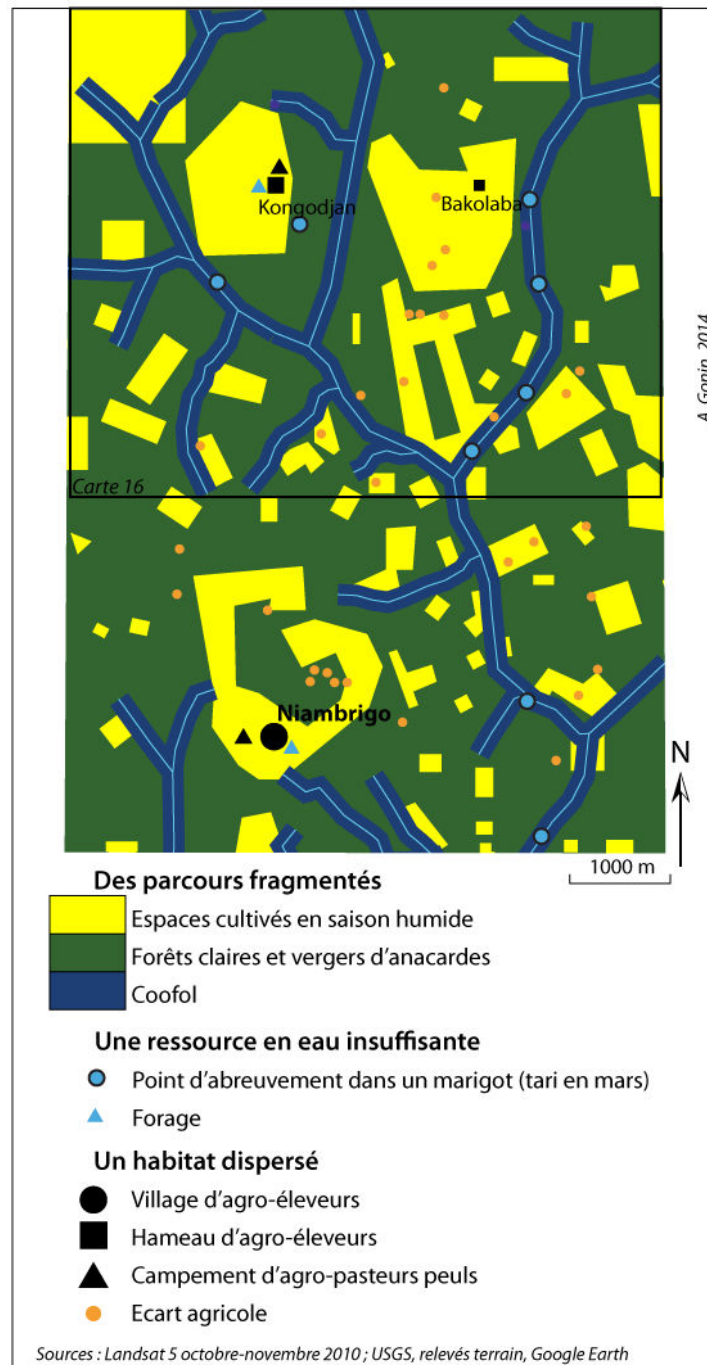 Kongodjan
Bakolaba
A. Gonin, 2014
Carte 16
Niambrigo
N
1000 m
Des parcours fragmentés
Espaces cultivés en saison humide
Forêts claires et vergers d'anacardes
Coofol
Une ressource en eau insuffisante
Point d'abreuvement dans un marigot (tari en mars)
Forage
Un habitat dispersé
Village d'agro-éleveurs
Hameau d'agro-éleveurs
Campement d'agro-pasteurs peuls
Ecart agricole
Sources : Landsat 5 octobre-novembre 2010 ; USGS, relevés terrain, Google Earth